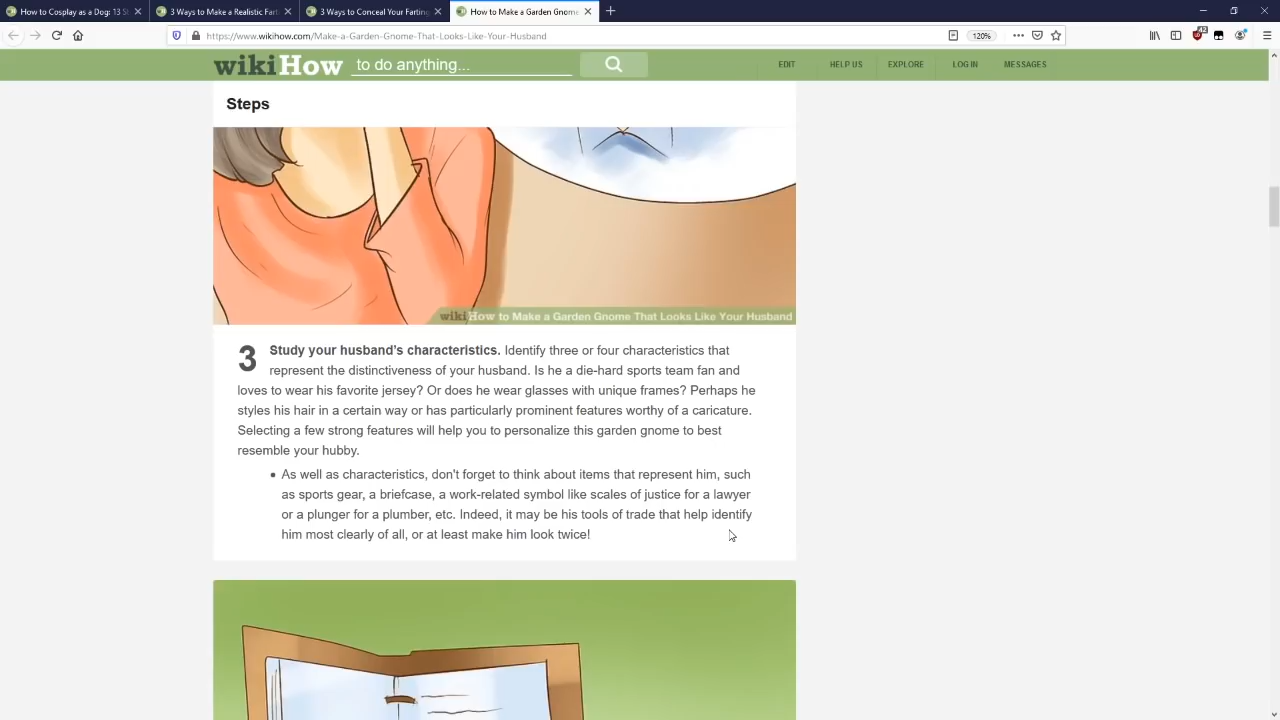 How to Cosplay as a Dog: 13 St
3 Ways to Make a Realistic Fart
3 Ways to Conceal Your Farting
How to Make a Garden Gnome
https://www.wikihow.com/Make-a-Garden-Gnome-That-Looks-Like-Your-Husband
120%
wikiHow to do anything...
EDIT
HELP US
EXPLORE
LOG IN
MESSAGES
Steps
wikiHow to Make a Garden Gnome That Looks Like Your Husband
3 Study your husband's characteristics. Identify three or four characteristics that
represent the distinctiveness of your husband. Is he a die-hard sports team fan and
loves to wear his favorite jersey? Or does he wear glasses with unique frames? Perhaps he
styles his hair in a certain way or has particularly prominent features worthy of a caricature.
Selecting a few strong features will help you to personalize this garden gnome to best
resemble your hubby.
• As well as characteristics, don't forget to think about items that represent him, such
as sports gear, a briefcase, a work-related symbol like scales of justice for a lawyer
or a plunger for a plumber, etc. Indeed, it may be his tools of trade that help identify
him most clearly of all, or at least make him look twice!